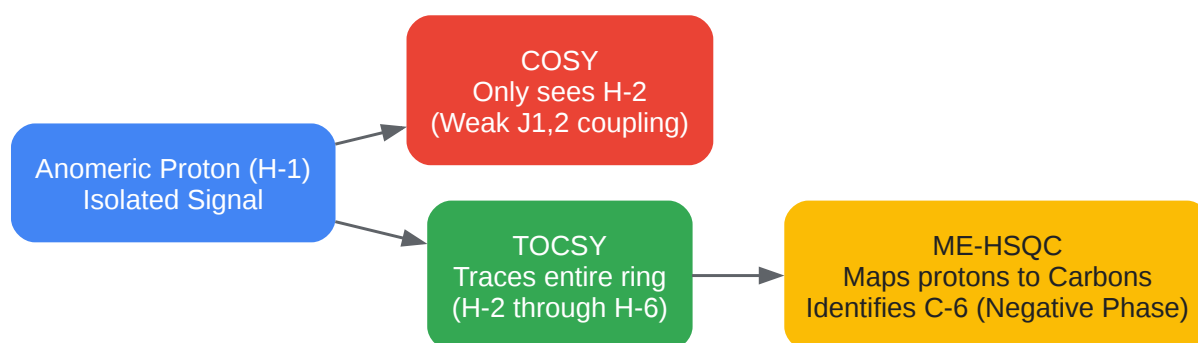 Anomeric Proton (H-1)
Isolated Signal
COSY
Only sees H-2
(Weak J1,2 coupling)
TOCSY
Traces entire ring
(H-2 through H-6)
ME-HSQC
Maps protons to Carbons
Identifies C-6 (Negative Phase)